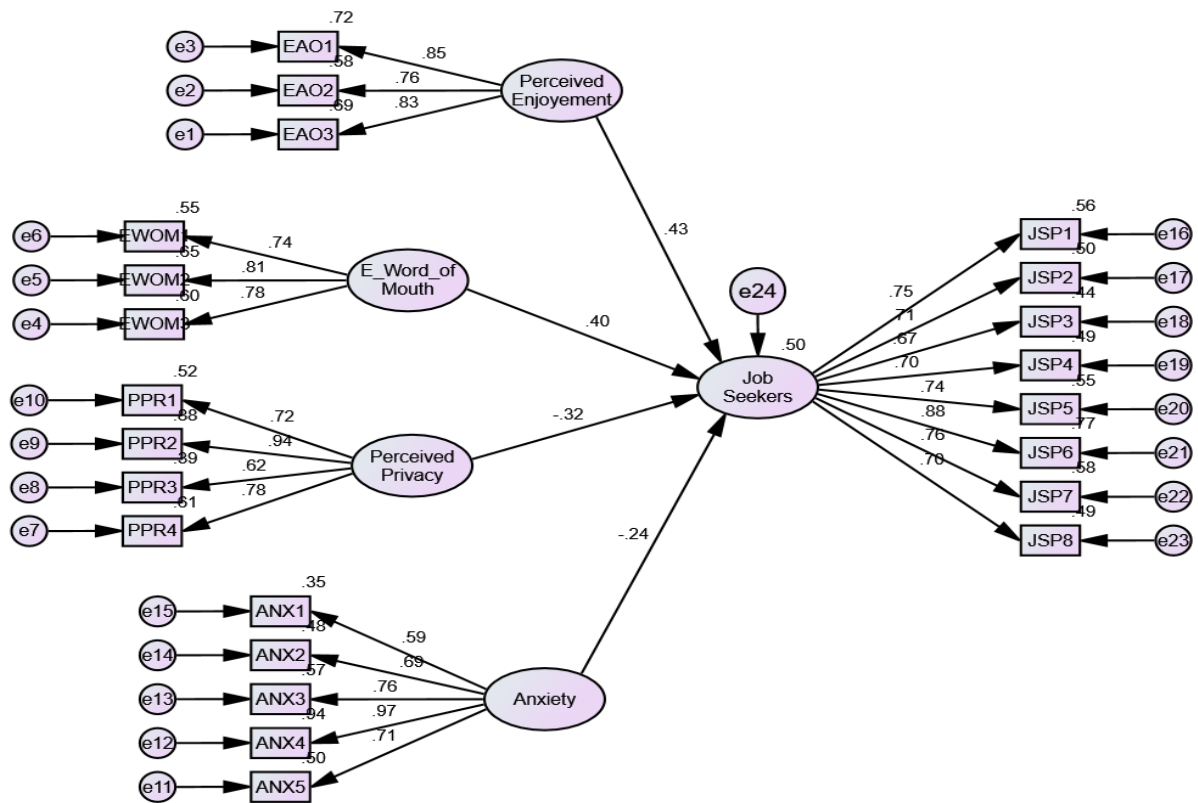 .72
e3
EAO1
.85
.58
e2
EAO2
.76
.69
e1
EAO3
.83
Perceived
Enjoyement
.43
.55
e6
EWOM1
.74
.65
e5
EWOM2
.81
.60
e4
EWOM3
.78
E_Word_of
Mouth
.40
.52
e10
PPR1
.72
.88
e9
PPR2
.94
.39
e8
PPR3
.62
.61
e7
PPR4
.78
Perceived
Privacy
-.32
.35
e15
ANX1
.59
.48
e14
ANX2
.69
.57
e13
ANX3
.76
.94
e12
ANX4
.97
.50
e11
ANX5
.71
Anxiety
-.24
e24
.50
Job
Seekers
.75
.56
JSP1
e16
.71
.50
JSP2
e17
.67
.44
JSP3
e18
.70
.49
JSP4
e19
.74
.55
JSP5
e20
.88
.77
JSP6
e21
.76
.58
JSP7
e22
.70
.49
JSP8
e23